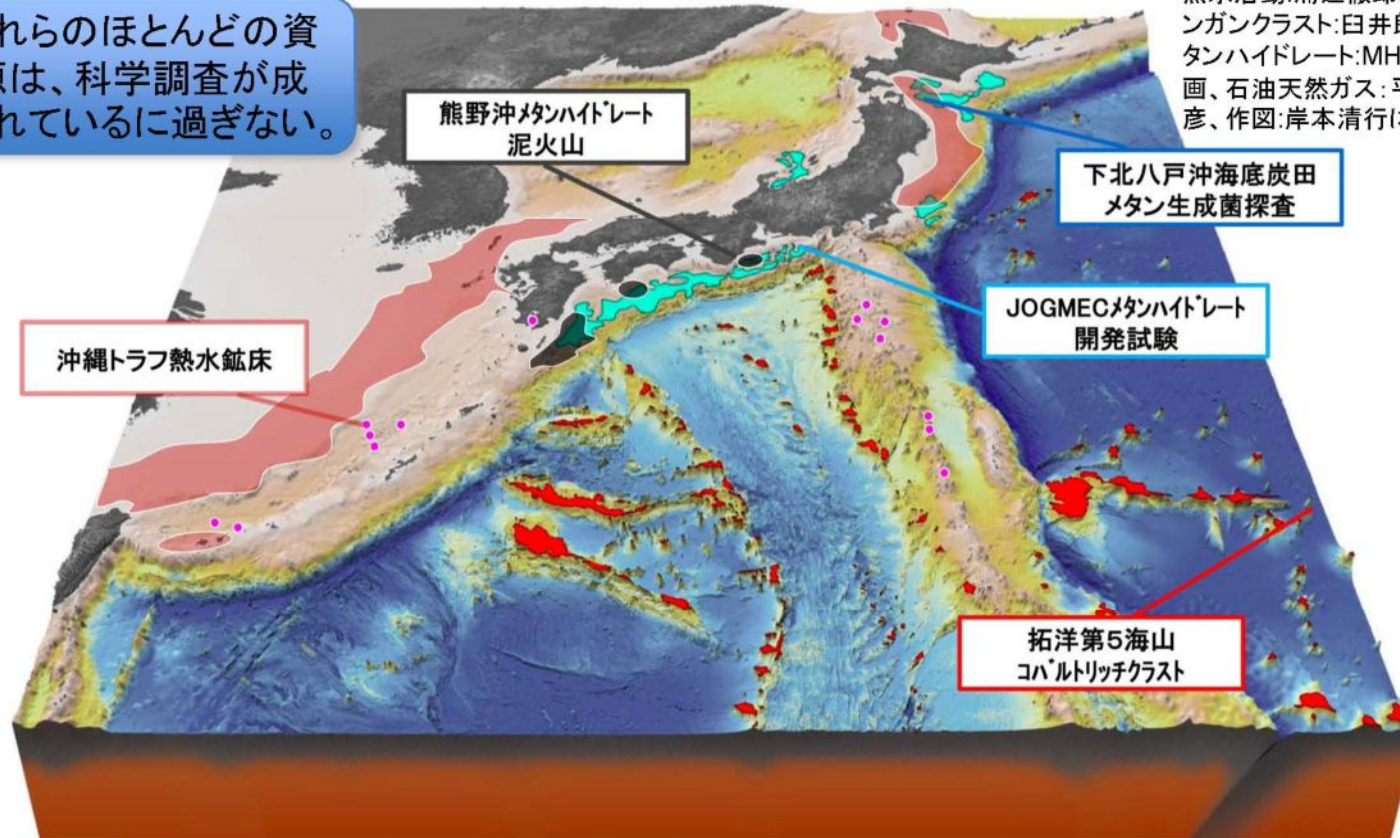 れらのほとんどの資
源は、科学調査が成
れているに過ぎない。
ンガンクラスト:臼井
タンハイドレート:MH
画、石油天然ガス:
彦、作図:岸本清行
熊野沖メタンハイドレート
泥火山
下北八戸沖海底炭田
メタン生成菌探査
JOGMECメタンハイドレート
開発試験
沖縄トラフ熱水鉱床
拓洋第5海山
コバルトリッチクラスト